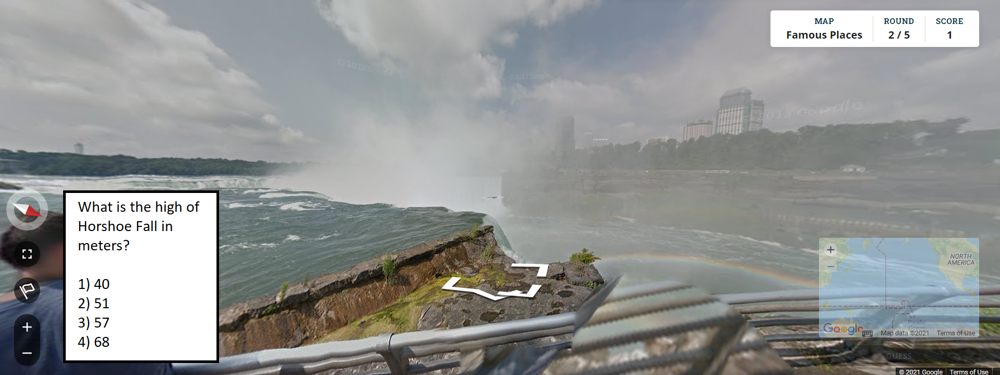 MAP
Famous Places
ROUND
2 / 5
SCORE
1
© 2013 Google
© 2013 Google
2013 Google
© 2013 Google
What is the high of
Horshoe Fall in
meters?
1) 40
2) 51
3) 57
4) 68
+
−
+
−
NORTH
AMERICA
Pacific
Ocean
Google
Map data ©2021
Terms of Use
GUESS
© 2021 Google
Terms of Use